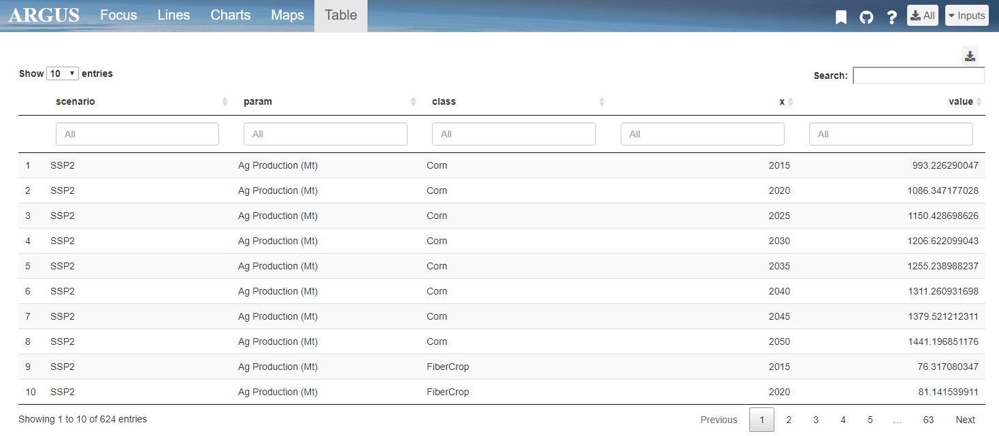 ARGUS Focus Lines Charts Maps Table ? All Inputs
Show 10 entries
Search:
scenario param class x value
All All All All All
1 SSP2 Ag Production (Mt) Corn 2015 993.226290047
2 SSP2 Ag Production (Mt) Corn 2020 1086.347177028
3 SSP2 Ag Production (Mt) Corn 2025 1150.428698626
4 SSP2 Ag Production (Mt) Corn 2030 1206.622099043
5 SSP2 Ag Production (Mt) Corn 2035 1255.238988237
6 SSP2 Ag Production (Mt) Corn 2040 1311.260931698
7 SSP2 Ag Production (Mt) Corn 2045 1379.521212311
8 SSP2 Ag Production (Mt) Corn 2050 1441.196851176
9 SSP2 Ag Production (Mt) FiberCrop 2015 76.317080347
10 SSP2 Ag Production (Mt) FiberCrop 2020 81.141539911
Showing 1 to 10 of 624 entries Previous 1 2 3 4 5 … 63 Next